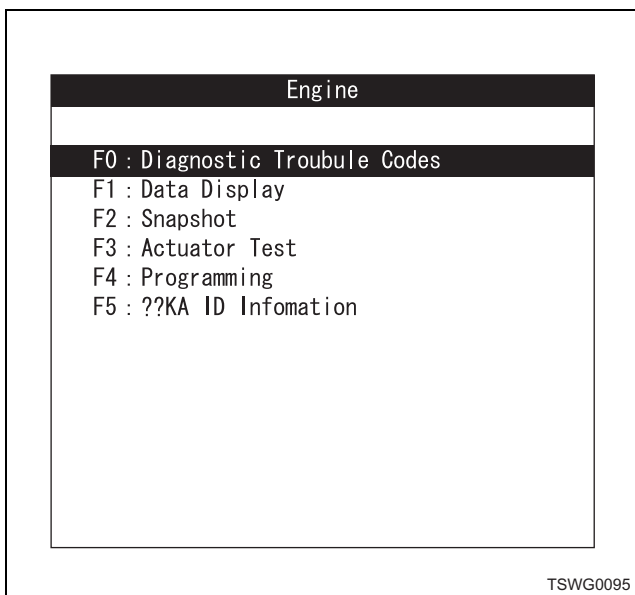 Engine
F0 : Diagnostic Troubule Codes
F1 : Data Display
F2 : Snapshot
F3 : Actuator Test
F4 : Programming
F5 : ??KA ID Infomation
TSWG0095